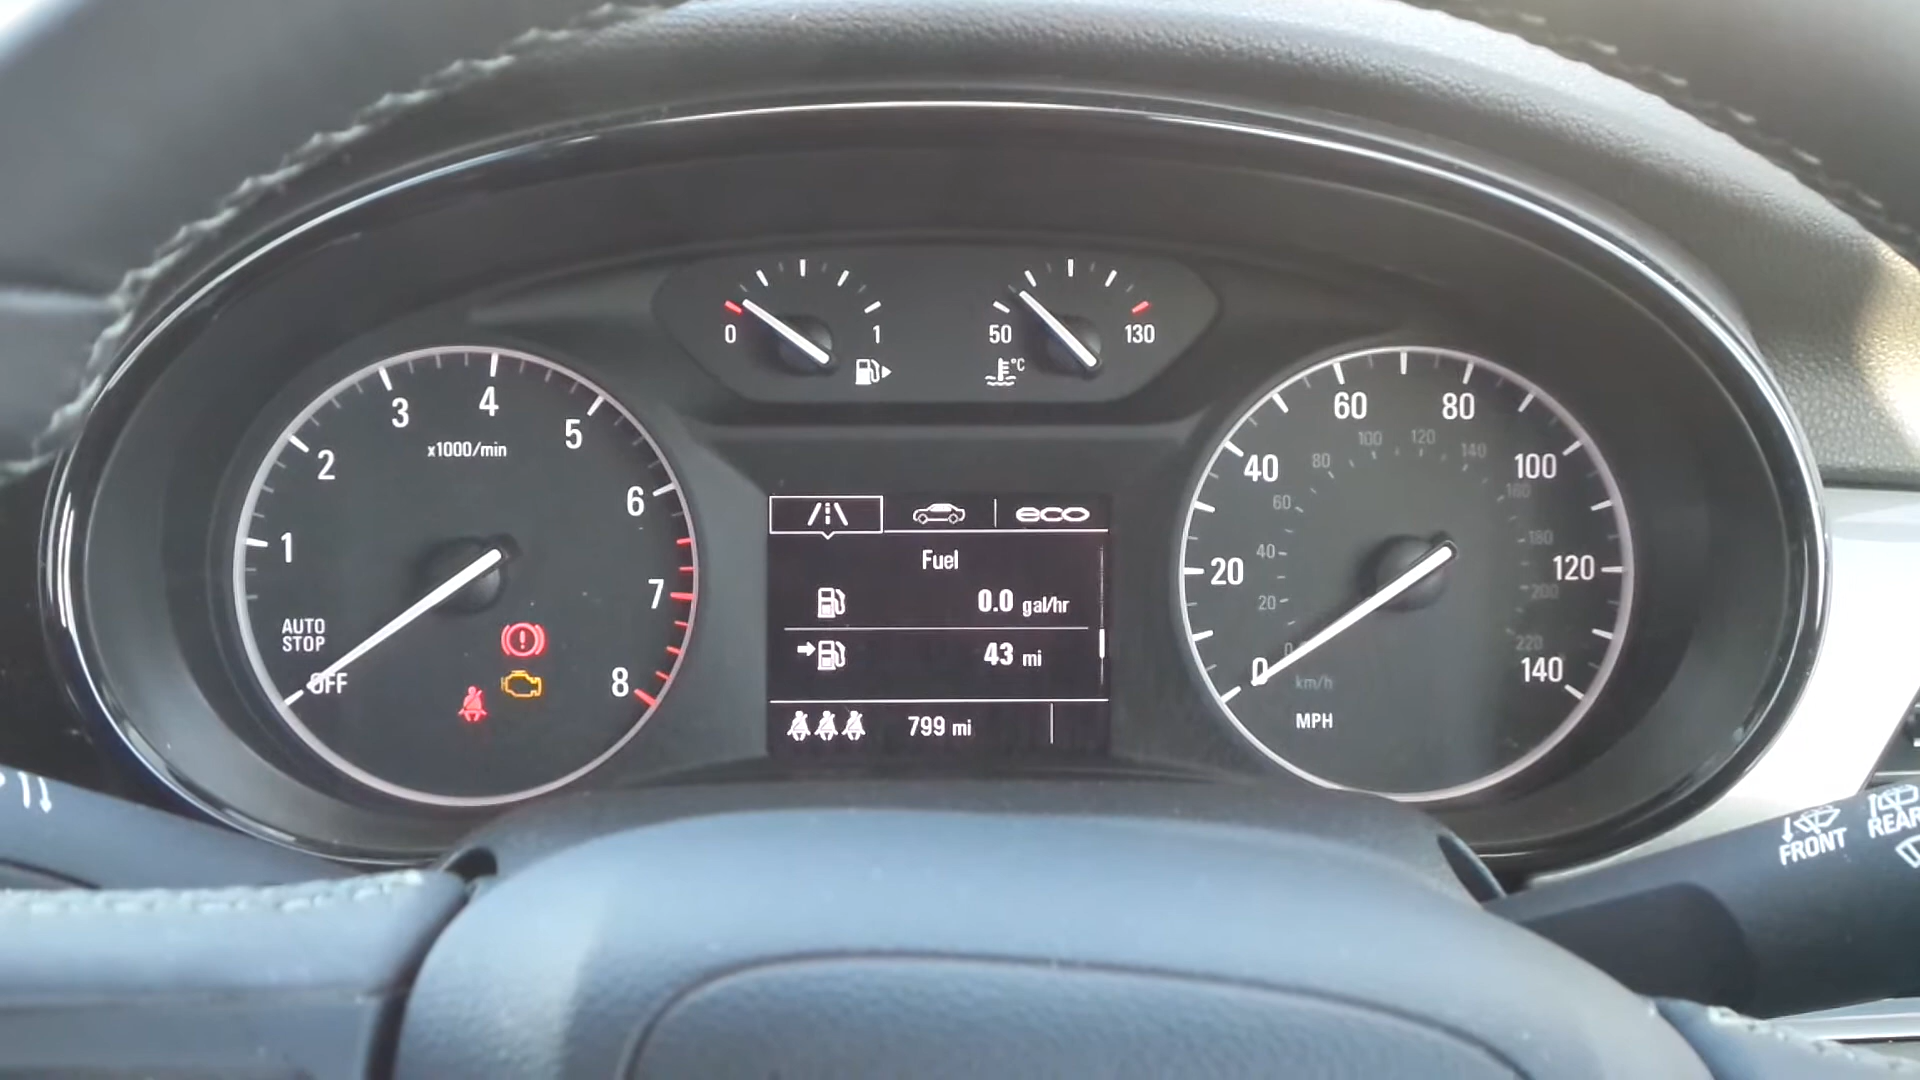 0
1
50
°C
130
1
2
3
4
5
6
7
8
x1000/min
AUTO
STOP
OFF
eco
Fuel
0.0 gal/hr
43 mi
799 mi
0
20
40
60
80
100
120
140
20
40
60
80
100
120
140
160
180
200
220
km/h
MPH
FRONT
REAR